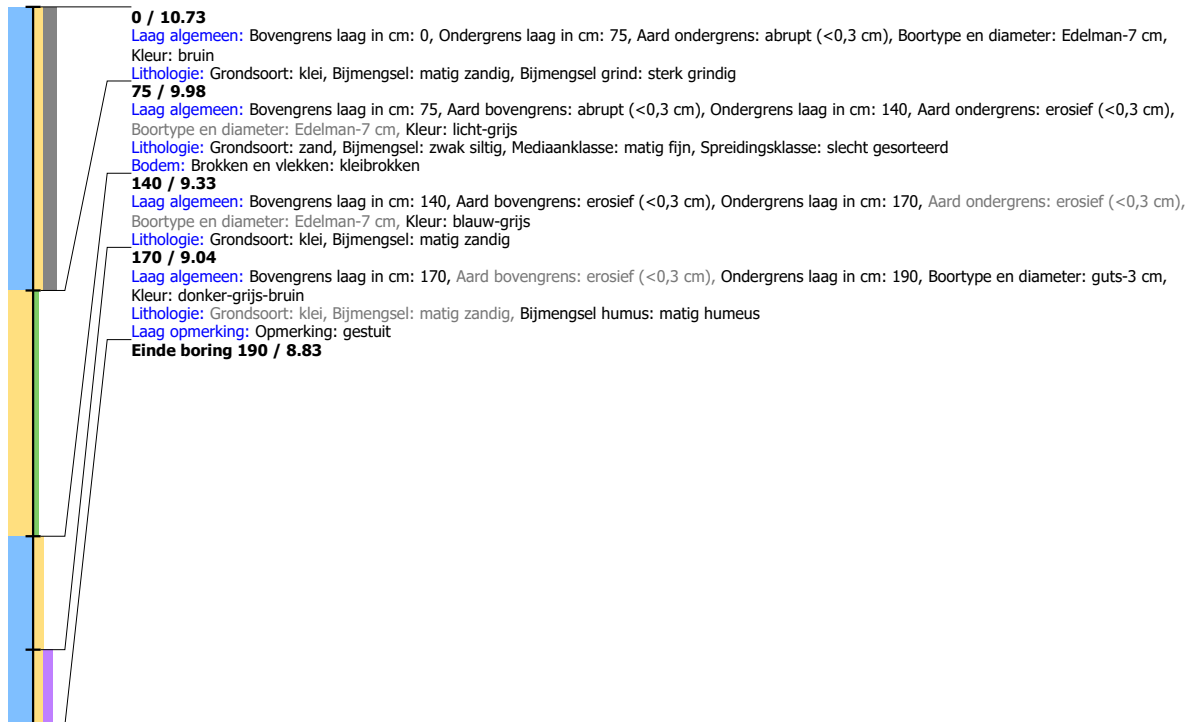 0 / 10.73
Laag algemeen: Bovengrens laag in cm: 0, Ondergrens laag in cm: 75, Aard ondergrens: abrupt (<0,3 cm), Boortype en diameter: Edelman-7 cm,
Kleur: bruin
Lithologie: Grondsoort: klei, Bijmengsel: matig zandig, Bijmengsel grind: sterk grindig
75 / 9.98
Laag algemeen: Bovengrens laag in cm: 75, Aard bovengrens: abrupt (<0,3 cm), Ondergrens laag in cm: 140, Aard ondergrens: erosief (<0,3 cm),
Boortype en diameter: Edelman-7 cm, Kleur: licht-grijs
Lithologie: Grondsoort: zand, Bijmengsel: zwak siltig, Mediaanklasse: matig fijn, Spreidingsklasse: slecht gesorteerd
Bodem: Brokken en vlekken: kleibrokken
140 / 9.33
Laag algemeen: Bovengrens laag in cm: 140, Aard bovengrens: erosief (<0,3 cm), Ondergrens laag in cm: 170, Aard ondergrens: erosief (<0,3 cm),
Boortype en diameter: Edelman-7 cm, Kleur: blauw-grijs
Lithologie: Grondsoort: klei, Bijmengsel: matig zandig
170 / 9.04
Laag algemeen: Bovengrens laag in cm: 170, Aard bovengrens: erosief (<0,3 cm), Ondergrens laag in cm: 190, Boortype en diameter: guts-3 cm,
Kleur: donker-grijs-bruin
Lithologie: Grondsoort: klei, Bijmengsel: matig zandig, Bijmengsel humus: matig humeus
Laag opmerking: Opmerking: gestuit
Einde boring 190 / 8.83